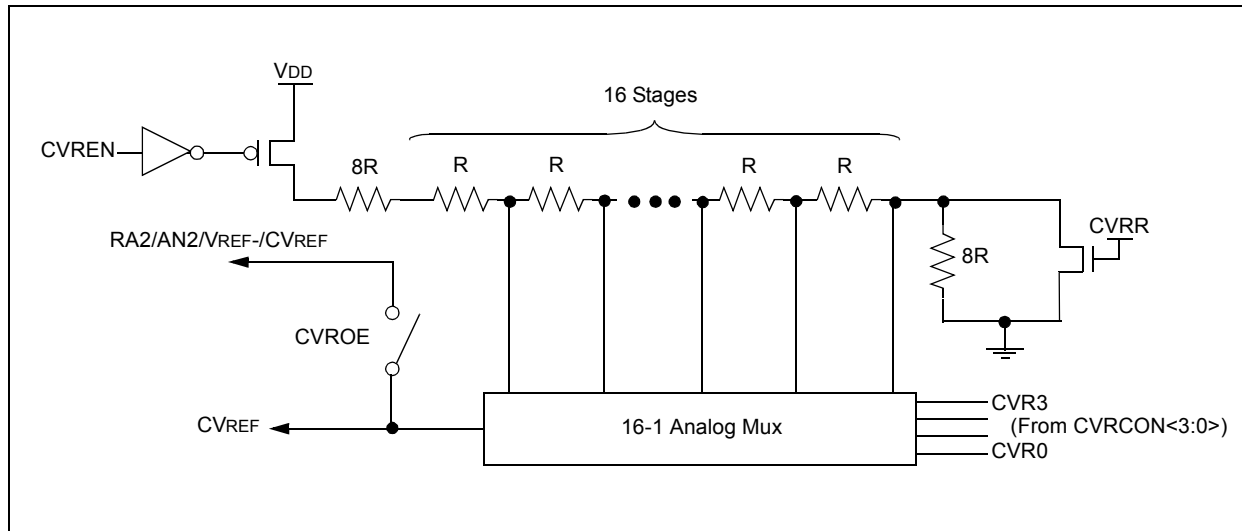 VDD
16 Stages
CVREN
8R
R
R
R
R
CVRR
RA2/AN2/VREF-/CVREF
8R
CVROE
CVREF
16-1 Analog Mux
CVR3
(From CVRCON<3:0>)
CVR0